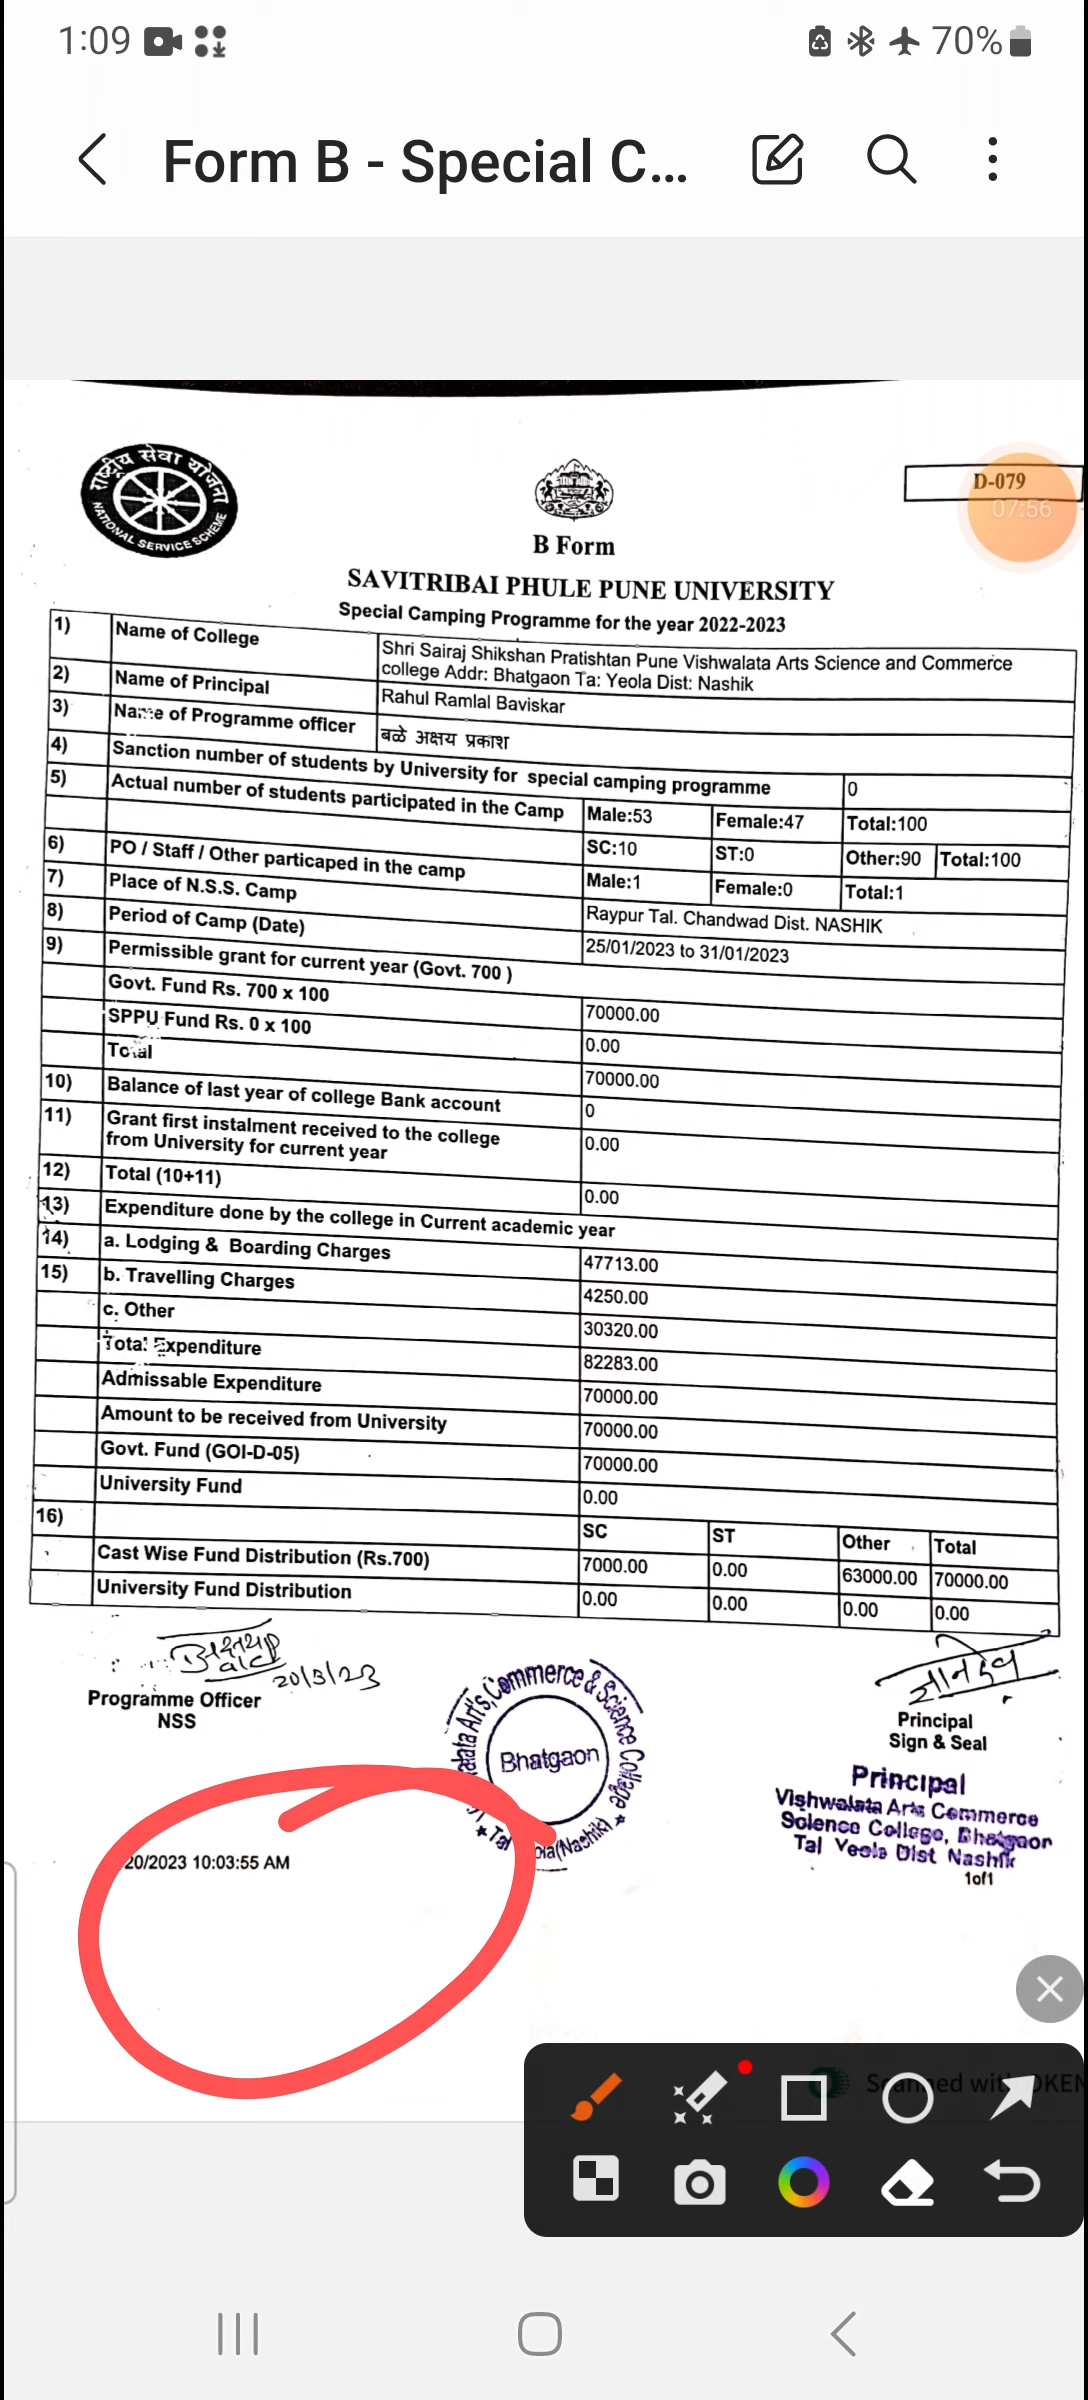 1:09 70%
Form B - Special C...
राष्ट्रीय सेवा योजना
NATIONAL SERVICE SCHEME
D-079
07:56
B Form
SAVITRIBAI PHULE PUNE UNIVERSITY
Special Camping Programme for the year 2022-2023
1) Name of College Shri Sairaj Shikshan Pratishtan Pune Vishwalata Arts Science and Commerce
college Addr: Bhatgaon Ta: Yeola Dist: Nashik
2) Name of Principal Rahul Ramlal Baviskar
3) Name of Programme officer बळे अक्षय प्रकाश
4) Sanction number of students by University for special camping programme 0
5) Actual number of students participated in the Camp Male:53 Female:47 Total:100
SC:10 ST:0 Other:90 Total:100
6) PO / Staff / Other particaped in the camp Male:1 Female:0 Total:1
7) Place of N.S.S. Camp Raypur Tal. Chandwad Dist. NASHIK
8) Period of Camp (Date) 25/01/2023 to 31/01/2023
9) Permissible grant for current year (Govt. 700 )
Govt. Fund Rs. 700 x 100 70000.00
SPPU Fund Rs. 0 x 100 0.00
Total 70000.00
10) Balance of last year of college Bank account 0
11) Grant first instalment received to the college
from University for current year 0.00
12) Total (10+11) 0.00
13) Expenditure done by the college in Current academic year
14) a. Lodging & Boarding Charges 47713.00
15) b. Travelling Charges 4250.00
c. Other 30320.00
Total Expenditure 82283.00
Admissable Expenditure 70000.00
Amount to be received from University 70000.00
Govt. Fund (GOI-D-05) 70000.00
University Fund 0.00
16) SC ST Other Total
Cast Wise Fund Distribution (Rs.700) 7000.00 0.00 63000.00 70000.00
University Fund Distribution 0.00 0.00 0.00 0.00
20/3/23
Programme Officer
NSS
Arts, Commerce & Science College
Bhatgaon
(Nashik)
Principal
Sign & Seal
Principal
Vishwalata Arts Commerce
Science College, Bhatgaon
Tal Yeola Dist Nashik
1of1
20/2023 10:03:55 AM
Scanned with OKEN